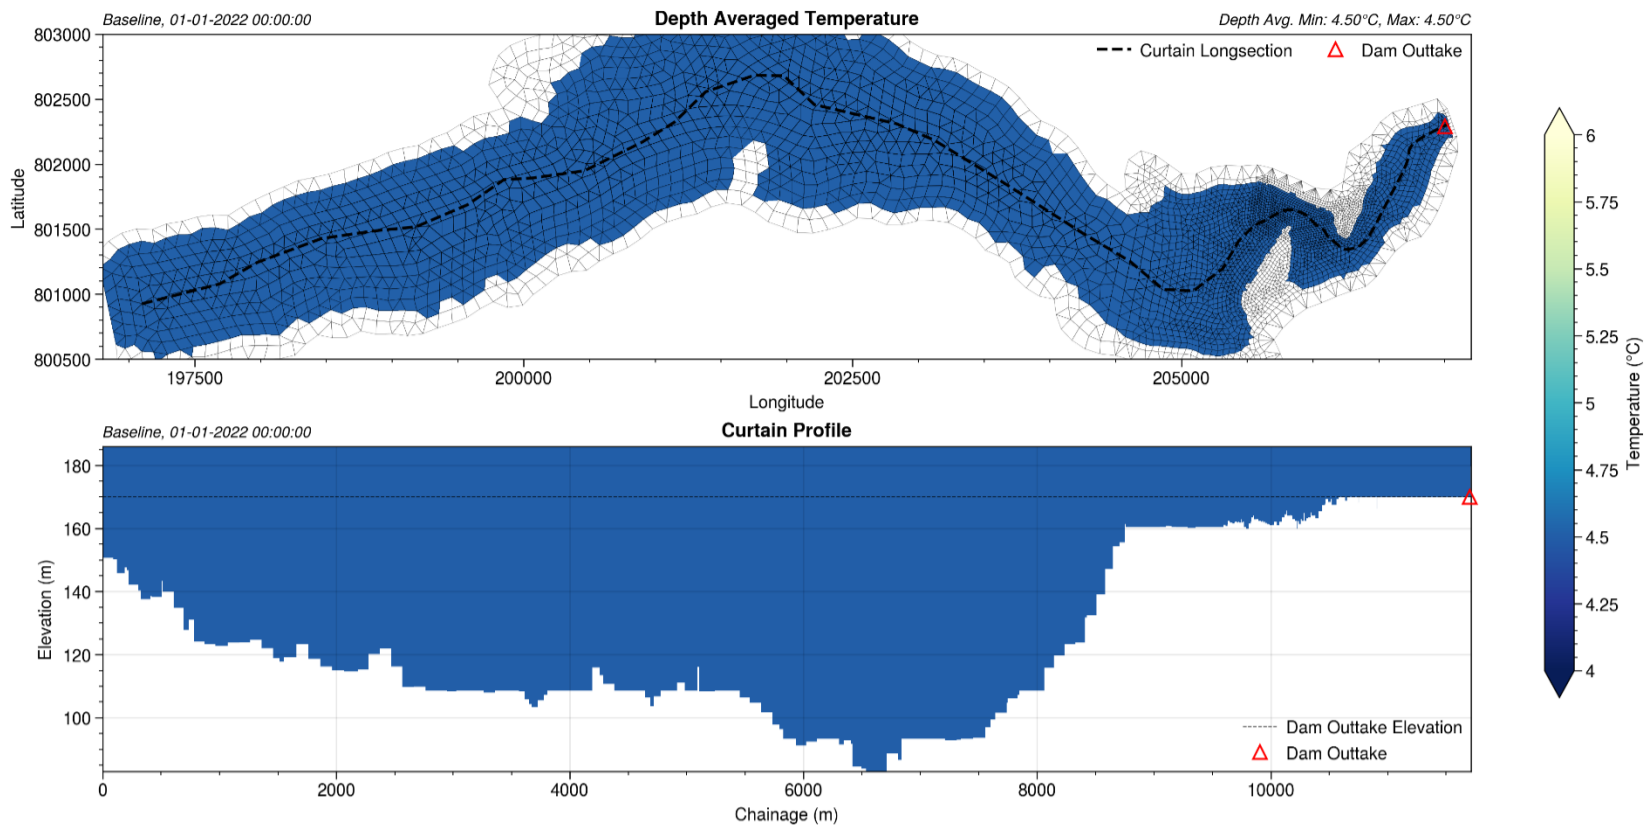 Baseline, 01-01-2022 00:00:00
Depth Averaged Temperature
Depth Avg. Min: 4.50°C, Max: 4.50°C
Curtain Longsection
Dam Outtake
803000
802500
802000
801500
801000
800500
Latitude
197500
200000
202500
205000
Longitude
Baseline, 01-01-2022 00:00:00
Curtain Profile
180
160
140
120
100
Elevation (m)
Dam Outtake Elevation
Dam Outtake
0
2000
4000
6000
8000
10000
Chainage (m)
6
5.75
5.5
5.25
5
4.75
4.5
4.25
4
Temperature (°C)